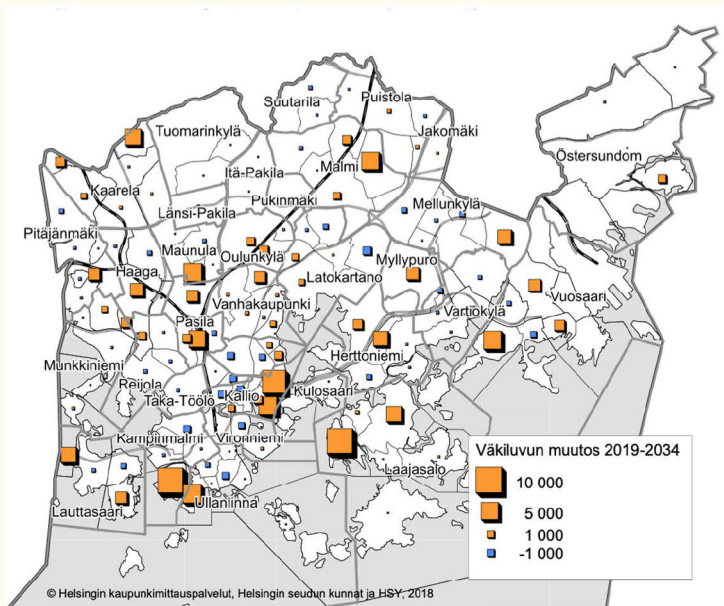 Suutarila
Puistola
Tuomarinkylä
Jakomäki
Itä-Pakila
Malmi
Östersundom
Kaarela
Pukinmäki
Länsi-Pakila
Mellunkylä
Pitäjänmäki
Maunula
Oulunkylä
Myllypuro
Haaga
Latokartano
Vanhakaupunki
Vuosaari
Pasila
Vartiokylä
Herttoniemi
Munkkiniemi
Reijola
Kulosaari
Taka-Töölö
Kallio
Kampinmalmi
Vironniemi
Laajasalo
Ullanlinna
Lauttasaari
Väkiluvun muutos 2019-2034
10 000
5 000
1 000
-1 000
© Helsingin kaupunkimittauspalvelut, Helsingin seudun kunnat ja HSY, 2018